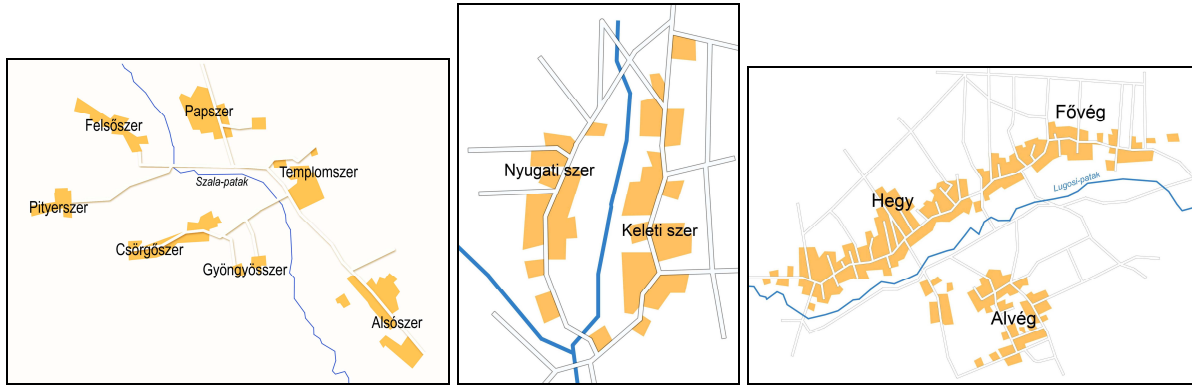 Papszer
Felsőszer
Templomszer
Szala-patak
Pityerszer
Csörgőszer
Gyöngyösszer
Alsószer
Nyugati szer
Keleti szer
Fővég
Lugosi-patak
Hegy
Alvég